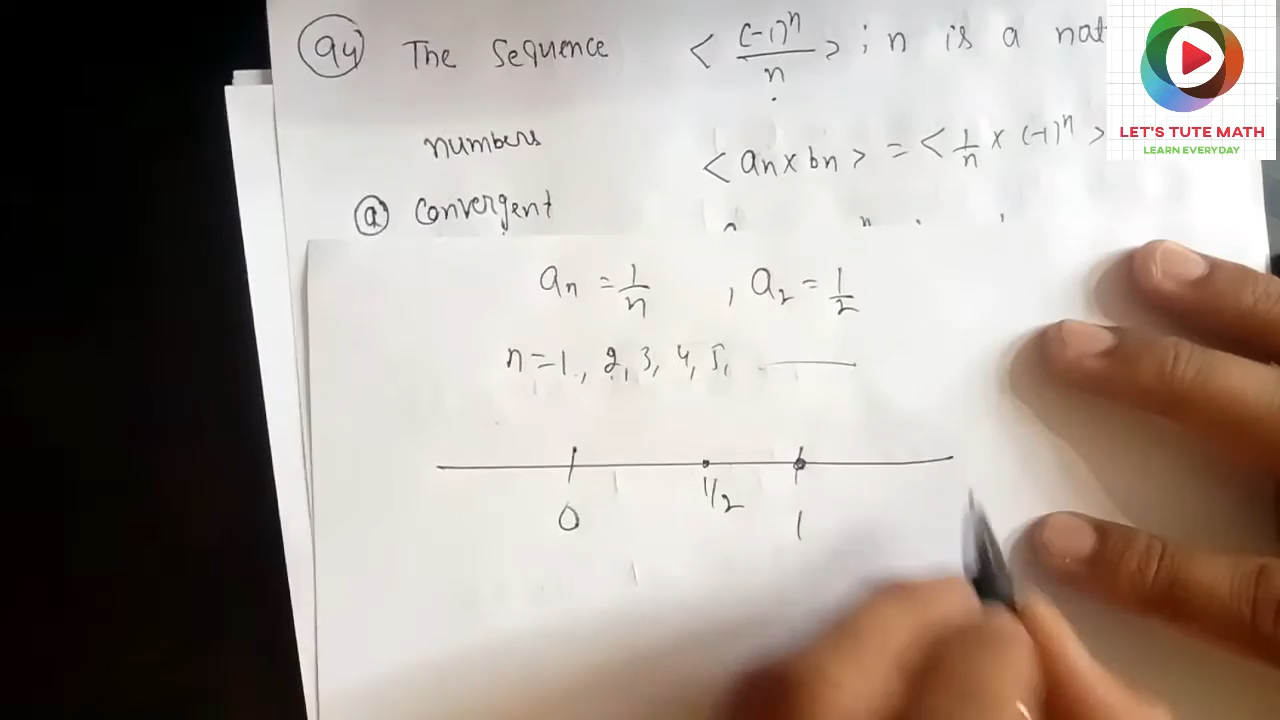 Q4 The sequence < (-1)^n / n > ; n is a nat
numbers
< an x bn > = < 1/n x (-1)^n >
(a) convergent
an = 1/n , a2 = 1/2
n = 1, 2, 3, 4, 5,
0 1/2 1
LET'S TUTE MATH
LEARN EVERYDAY